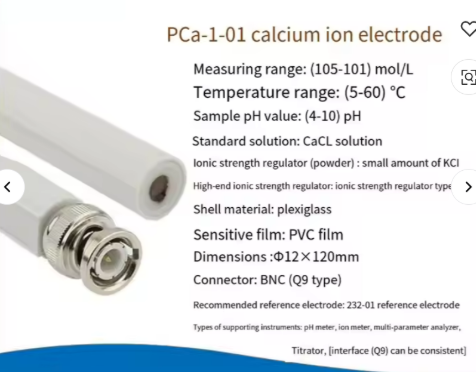 PCa-1-01 calcium ion electrode
Measuring range: (105-101) mol/L
Temperature range: (5-60) ℃
Sample pH value: (4-10) pH
Standard solution: CaCL solution
Ionic strength regulator (powder) : small amount of KCl
High-end ionic strength regulator: ionic strength regulator type
Shell material: plexiglass
Sensitive film: PVC film
Dimensions :Φ12×120mm
Connector: BNC (Q9 type)
Recommended reference electrode: 232-01 reference electrode
Types of supporting instruments: pH meter, ion meter, multi-parameter analyzer,
Titrator, [interface (Q9) can be consistent]